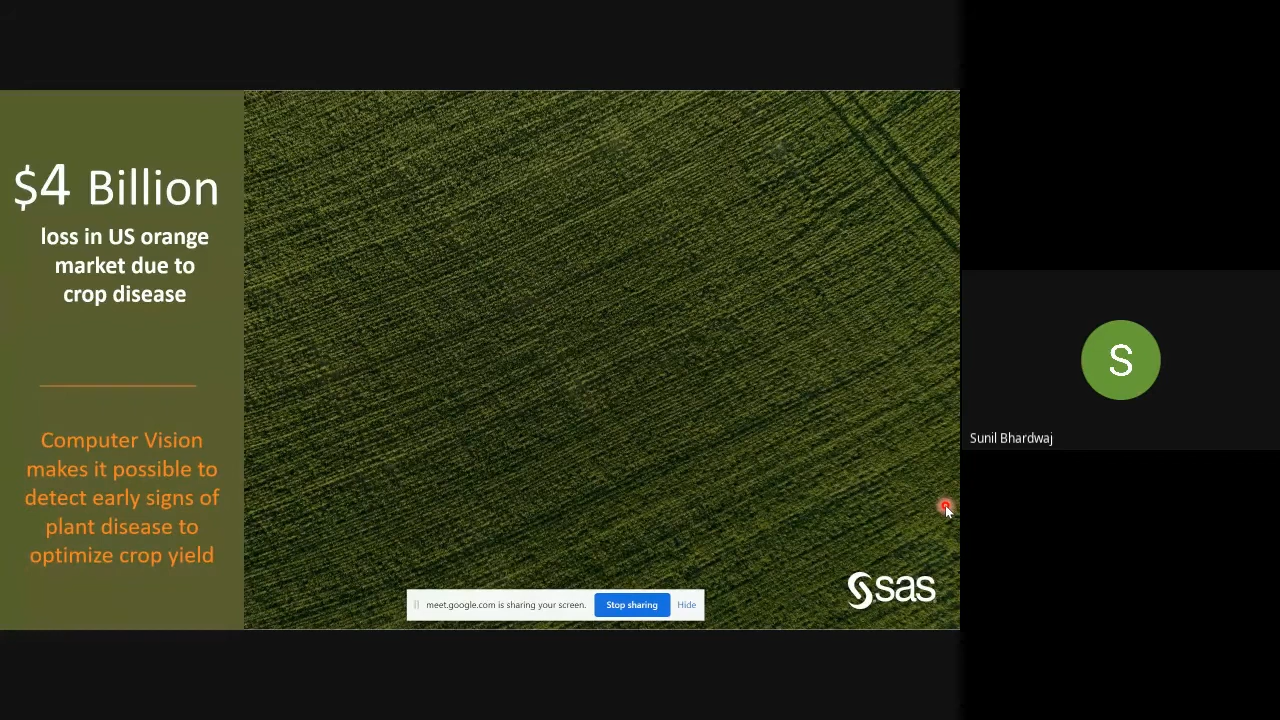 $4 Billion
loss in US orange
market due to
crop disease
Computer Vision
makes it possible to
detect early signs of
plant disease to
optimize crop yield
sas
meet.google.com is sharing your screen.
Stop sharing
Hide
S
Sunil Bhardwaj